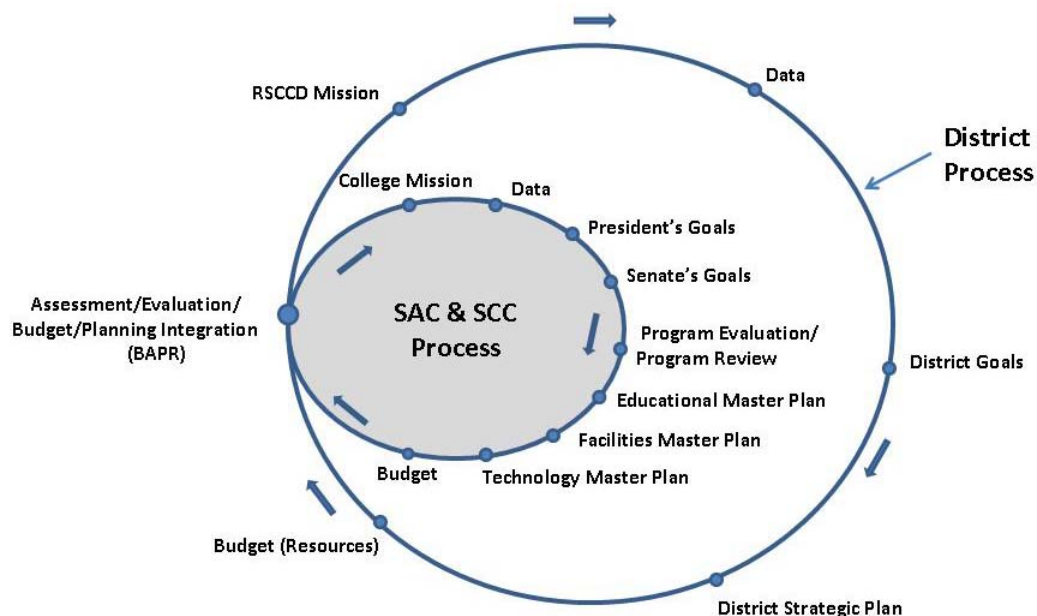 Data
RSCCD Mission
District
Process
College Mission
Data
President's Goals
Senate's Goals
Assessment/Evaluation/
Budget/Planning Integration
(BAPR)
SAC & SCC
Process
Program Evaluation/
Program Review
District Goals
Educational Master Plan
Facilities Master Plan
Budget
Technology Master Plan
Budget (Resources)
District Strategic Plan